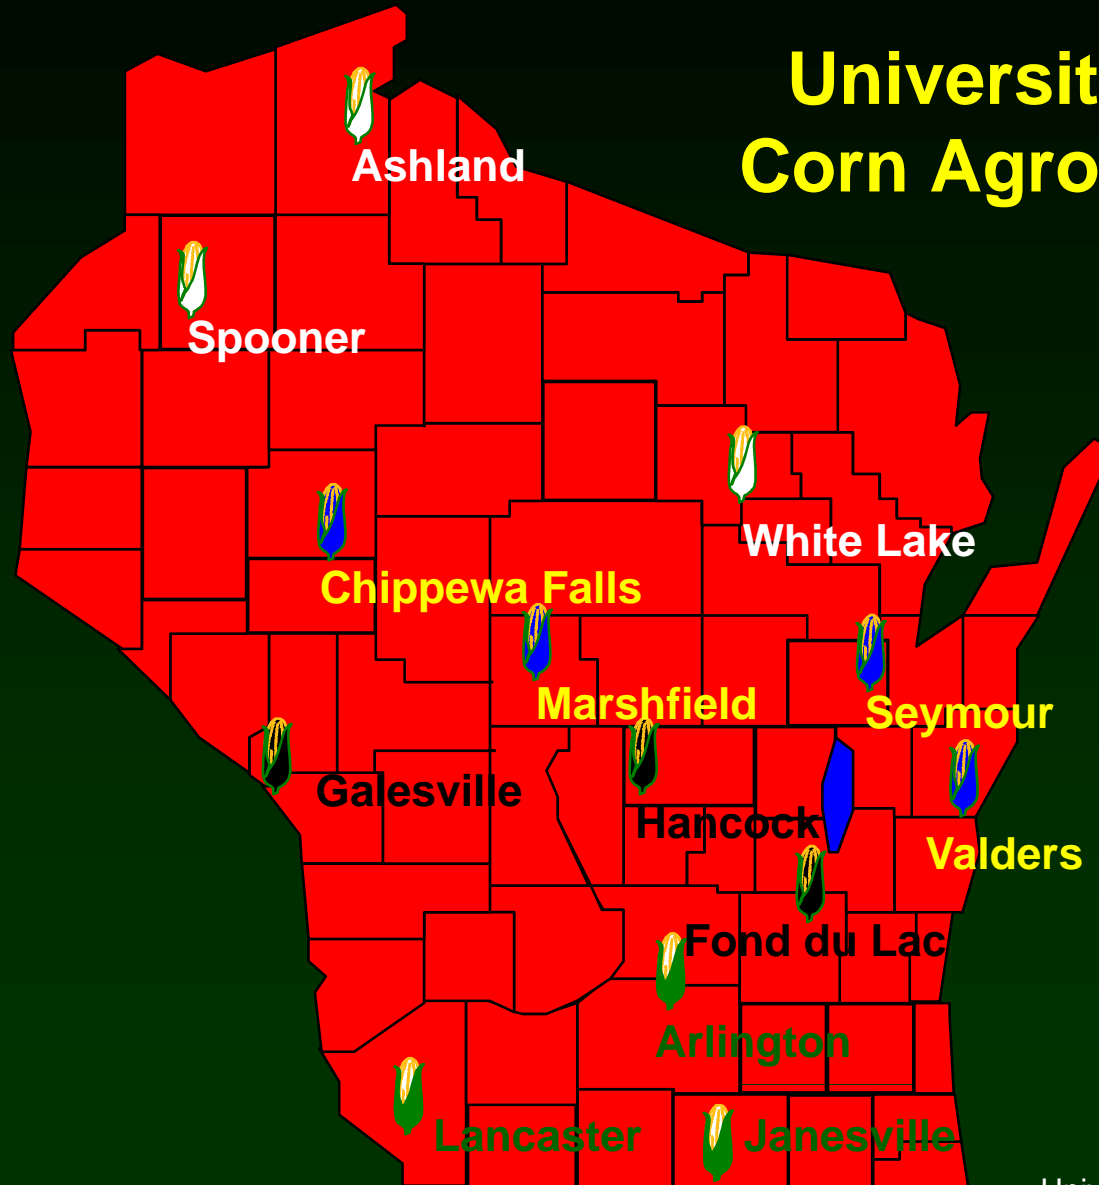 Universit
Corn Agro
Ashland
Spooner
White Lake
Chippewa Falls
Marshfield
Seymour
Galesville
Hancock
Valders
Fond du Lac
Arlington
Lancaster
Janesville